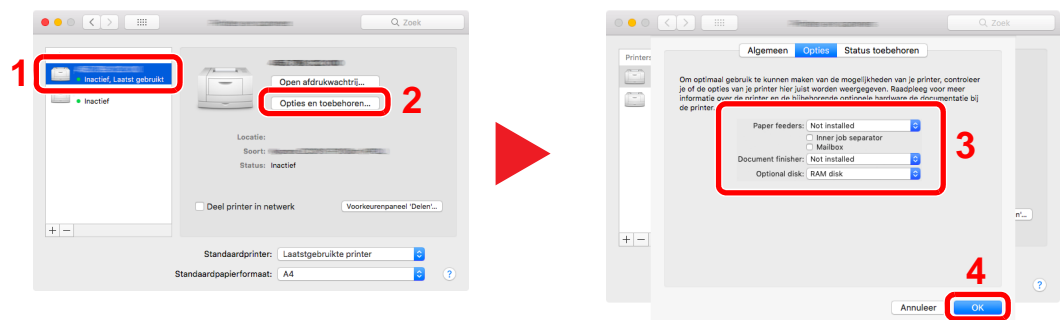 Zoek
1
Inactief, Laatst gebruikt
Inactief
Open afdrukwachtrij...
Opties en toebehoren...
2
Locatie:
Soort:
Status: Inactief
Deel printer in netwerk
Voorkeurenpaneel 'Delen'...
+ −
Standaardprinter: Laatstgebruikte printer
Standaardpapierformaat: A4
?
Zoek
Printers
Algemeen Opties Status toebehoren
Om optimaal gebruik te kunnen maken van de mogelijkheden van je printer, controleer
je of de opties van je printer hier juist worden weergegeven. Raadpleeg voor meer
informatie over de printer en de bijbehorende optionele hardware de documentatie bij
de printer.
Paper feeders: Not installed
Inner job separator
Mailbox
Document finisher: Not installed
Optional disk: RAM disk
3
n'...
+ −
4
?
Annuleer OK